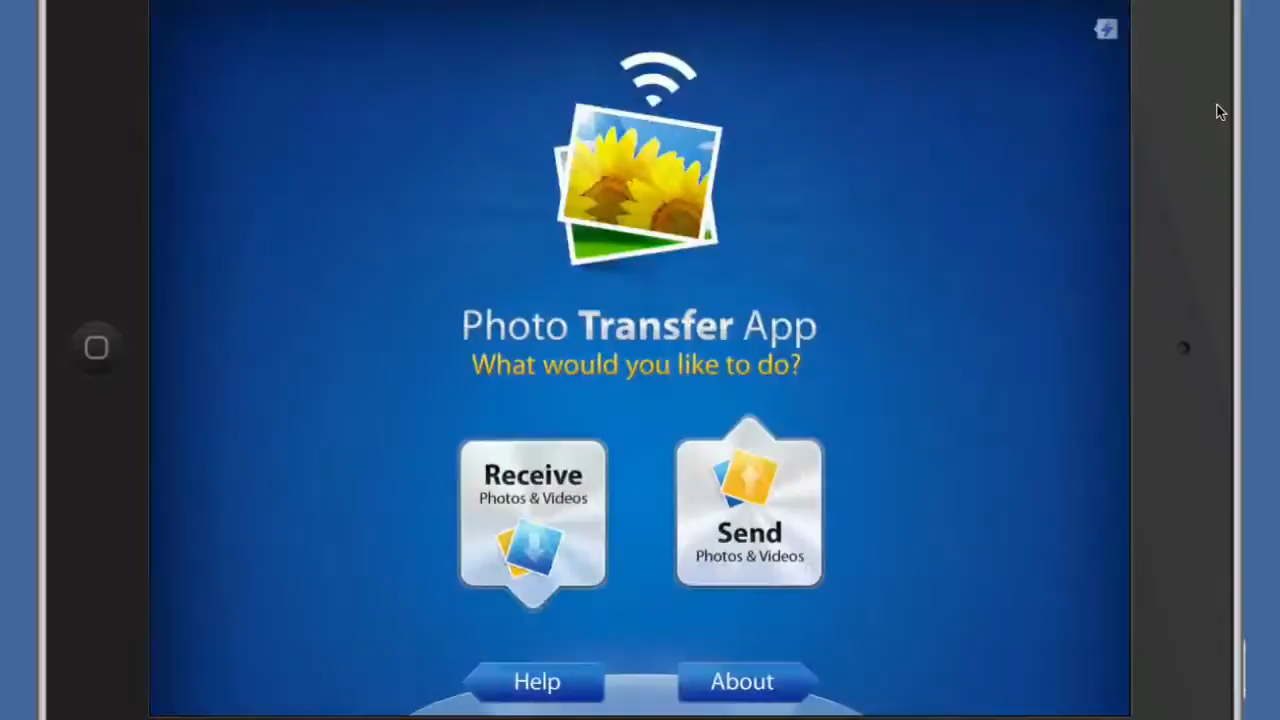 Photo Transfer App
What would you like to do?
Receive
Photos & Videos
Send
Photos & Videos
Help
About